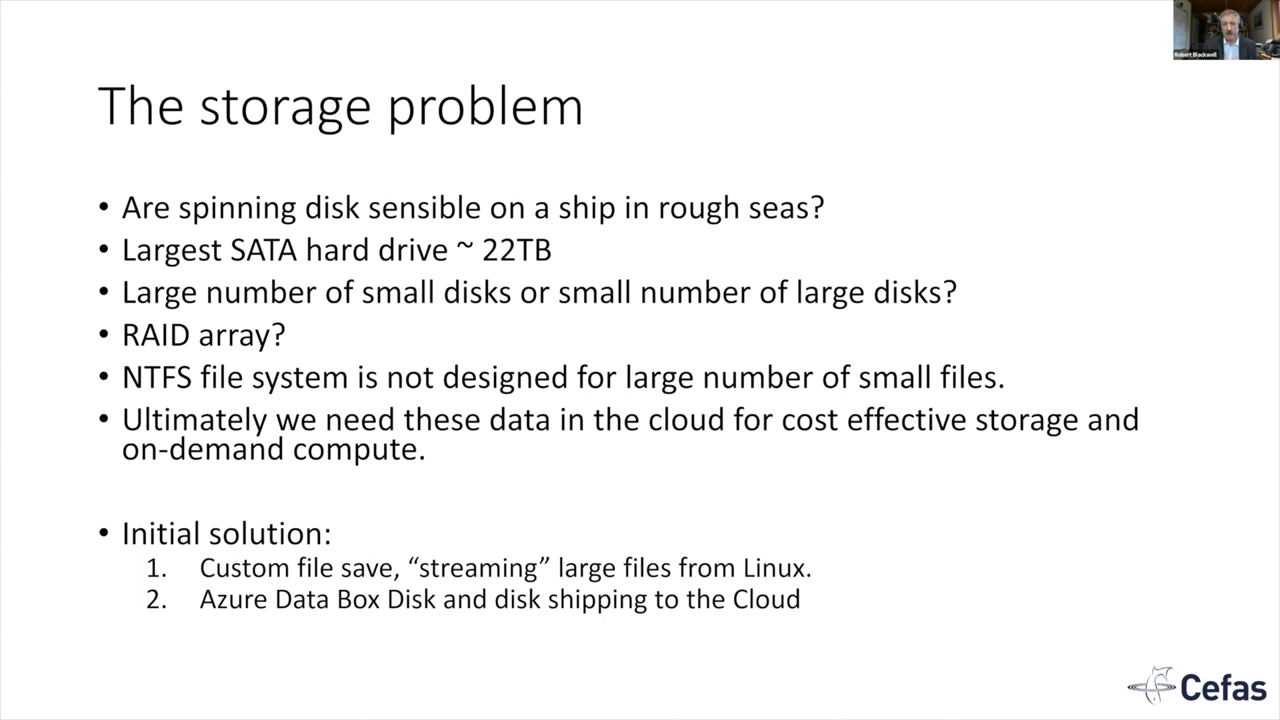 Robert Blackwell
The storage problem
• Are spinning disk sensible on a ship in rough seas?
• Largest SATA hard drive ~ 22TB
• Large number of small disks or small number of large disks?
• RAID array?
• NTFS file system is not designed for large number of small files.
• Ultimately we need these data in the cloud for cost effective storage and
on-demand compute.
• Initial solution:
1. Custom file save, “streaming” large files from Linux.
2. Azure Data Box Disk and disk shipping to the Cloud
Cefas